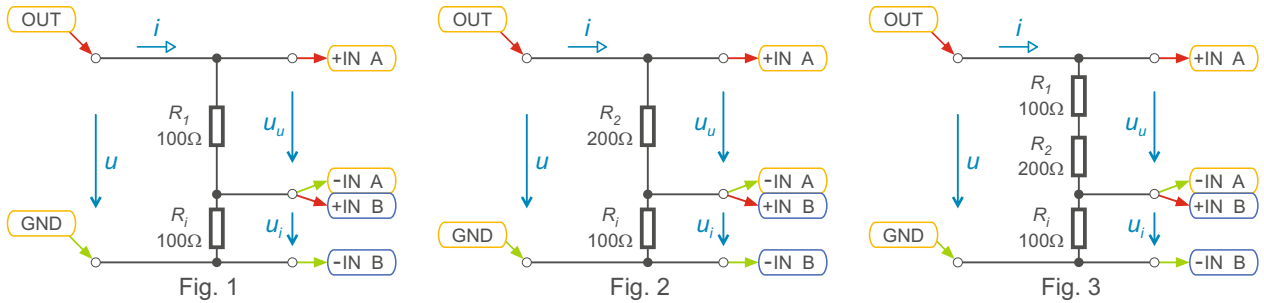 OUT
i
+IN A
R1
100Ω
uu
u
-IN A
+IN B
GND
Ri
100Ω
ui
-IN B
Fig. 1
OUT
i
+IN A
R2
200Ω
uu
u
-IN A
+IN B
GND
Ri
100Ω
ui
-IN B
Fig. 2
OUT
i
+IN A
R1
100Ω
R2
200Ω
uu
u
-IN A
+IN B
GND
Ri
100Ω
ui
-IN B
Fig. 3